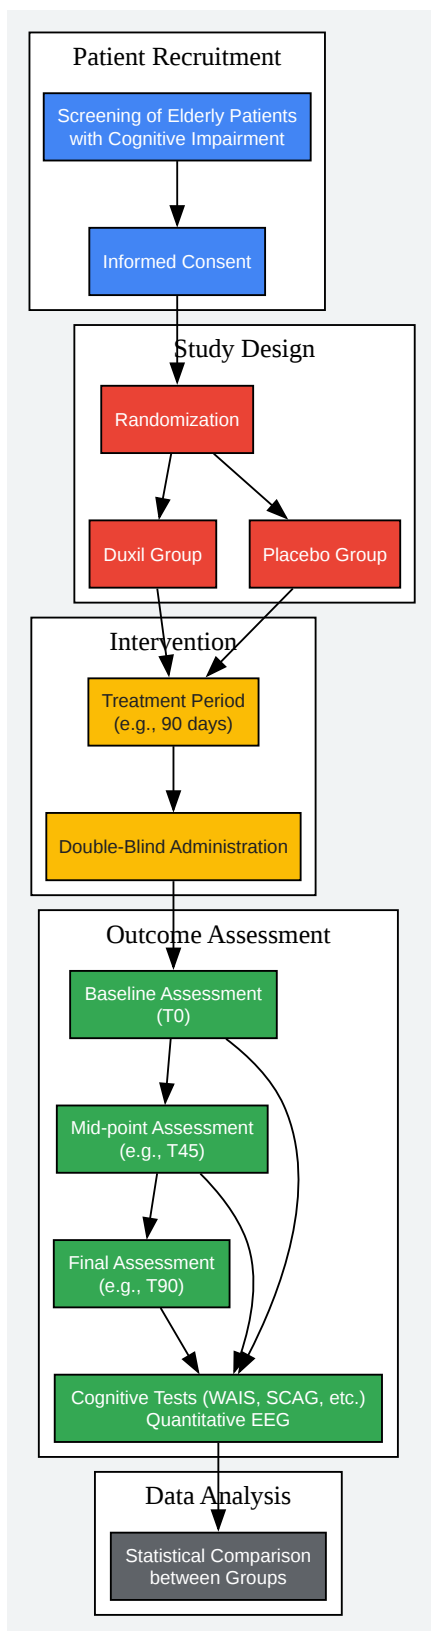 Patient Recruitment
Screening of Elderly Patients
with Cognitive Impairment
Informed Consent
Study Design
Randomization
Duxil Group
Placebo Group
Intervention
Treatment Period
(e.g., 90 days)
Double-Blind Administration
Outcome Assessment
Baseline Assessment
(T0)
Mid-point Assessment
(e.g., T45)
Final Assessment
(e.g., T90)
Cognitive Tests (WAIS, SCAG, etc.)
Quantitative EEG
Data Analysis
Statistical Comparison
between Groups